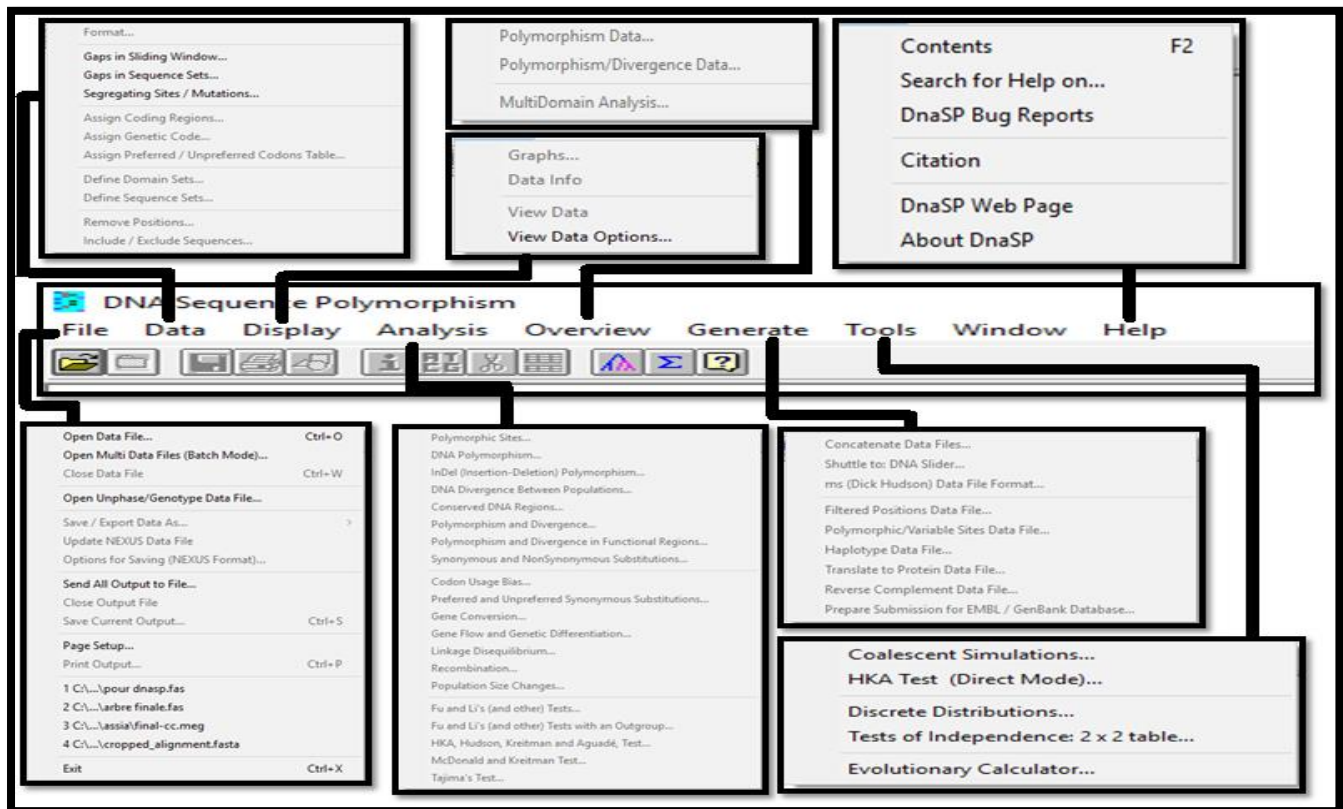 Format...
Gaps in Sliding Window...
Gaps in Sequence Sets...
Segregating Sites / Mutations...
Assign Coding Regions...
Assign Genetic Code...
Assign Preferred / Unpreferred Codons Table...
Define Domain Sets...
Define Sequence Sets...
Remove Positions...
Include / Exclude Sequences...
Polymorphism Data...
Polymorphism/Divergence Data...
MultiDomain Analysis...
Graphs...
Data Info
View Data
View Data Options...
Contents F2
Search for Help on...
DnaSP Bug Reports
Citation
DnaSP Web Page
About DnaSP
DNA Sequence Polymorphism
File Data Display Analysis Overview Generate Tools Window Help
Open Data File... Ctrl+O
Open Multi Data Files (Batch Mode)...
Close Data File Ctrl+W
Open Unphase/Genotype Data File...
Save / Export Data As...
Update NEXUS Data File
Options for Saving (NEXUS Format)...
Send All Output to File...
Close Output File
Save Current Output... Ctrl+S
Page Setup...
Print Output... Ctrl+P
1 C:\...\pour dnasp.fas
2 C:\...\arbre finale.fas
3 C:\...\assia\final-cc.meg
4 C:\...\cropped_alignment.fasta
Exit Ctrl+X
Polymorphic Sites...
DNA Polymorphism...
InDel (Insertion-Deletion) Polymorphism...
DNA Divergence Between Populations...
Conserved DNA Regions...
Polymorphism and Divergence...
Polymorphism and Divergence in Functional Regions...
Synonymous and NonSynonymous Substitutions...
Codon Usage Bias...
Preferred and Unpreferred Synonymous Substitutions...
Gene Conversion...
Gene Flow and Genetic Differentiation...
Linkage Disequilibrium...
Recombination...
Population Size Changes...
Fu and Li's (and other) Tests...
Fu and Li's (and other) Tests with an Outgroup...
HKA, Hudson, Kreitman and Aguadé, Test...
McDonald and Kreitman Test...
Tajima's Test...
Concatenate Data Files...
Shuttle to: DNA Slider...
ms (Dick Hudson) Data File Format...
Filtered Positions Data File...
Polymorphic/Variable Sites Data File...
Haplotype Data File...
Translate to Protein Data File...
Reverse Complement Data File...
Prepare Submission for EMBL / GenBank Database...
Coalescent Simulations...
HKA Test (Direct Mode)...
Discrete Distributions...
Tests of Independence: 2 x 2 table...
Evolutionary Calculator...